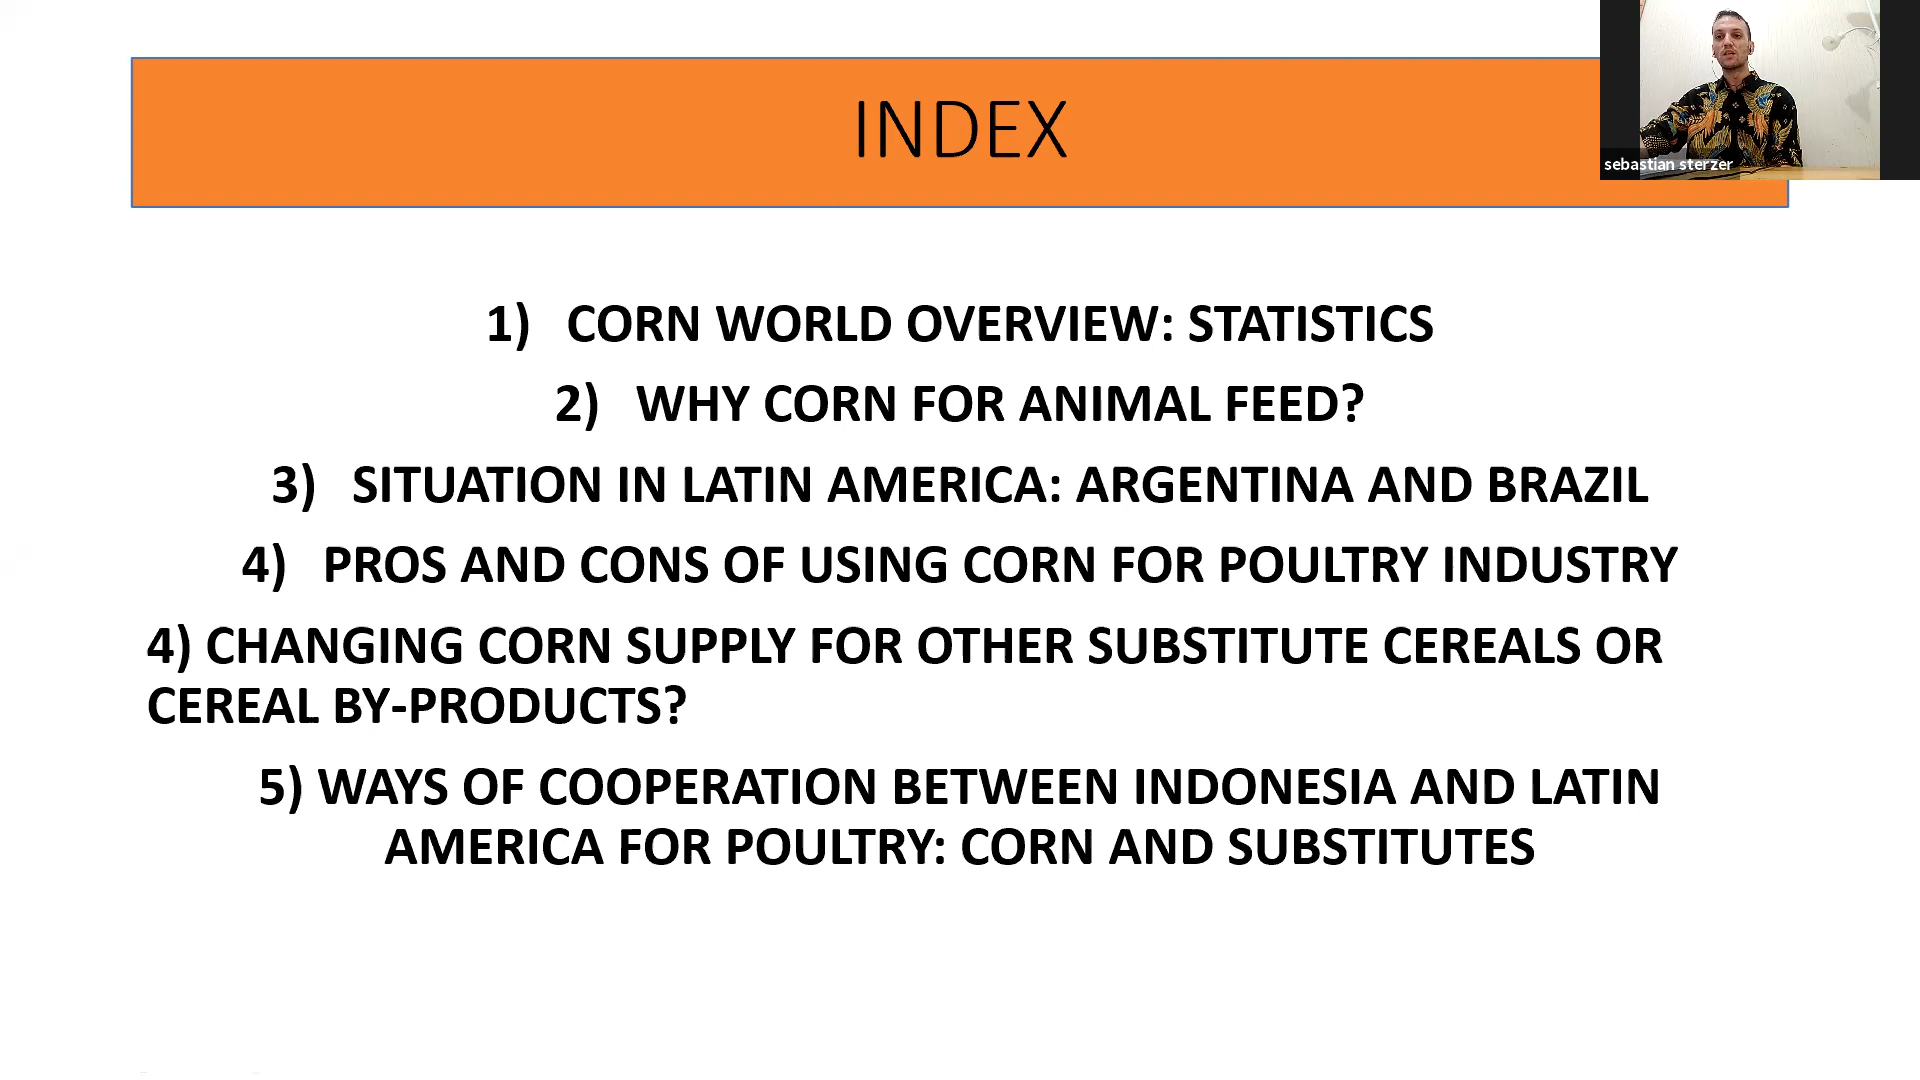 INDEX
sebastian sterzer
1) CORN WORLD OVERVIEW: STATISTICS
2) WHY CORN FOR ANIMAL FEED?
3) SITUATION IN LATIN AMERICA: ARGENTINA AND BRAZIL
4) PROS AND CONS OF USING CORN FOR POULTRY INDUSTRY
4) CHANGING CORN SUPPLY FOR OTHER SUBSTITUTE CEREALS OR
CEREAL BY-PRODUCTS?
5) WAYS OF COOPERATION BETWEEN INDONESIA AND LATIN
AMERICA FOR POULTRY: CORN AND SUBSTITUTES